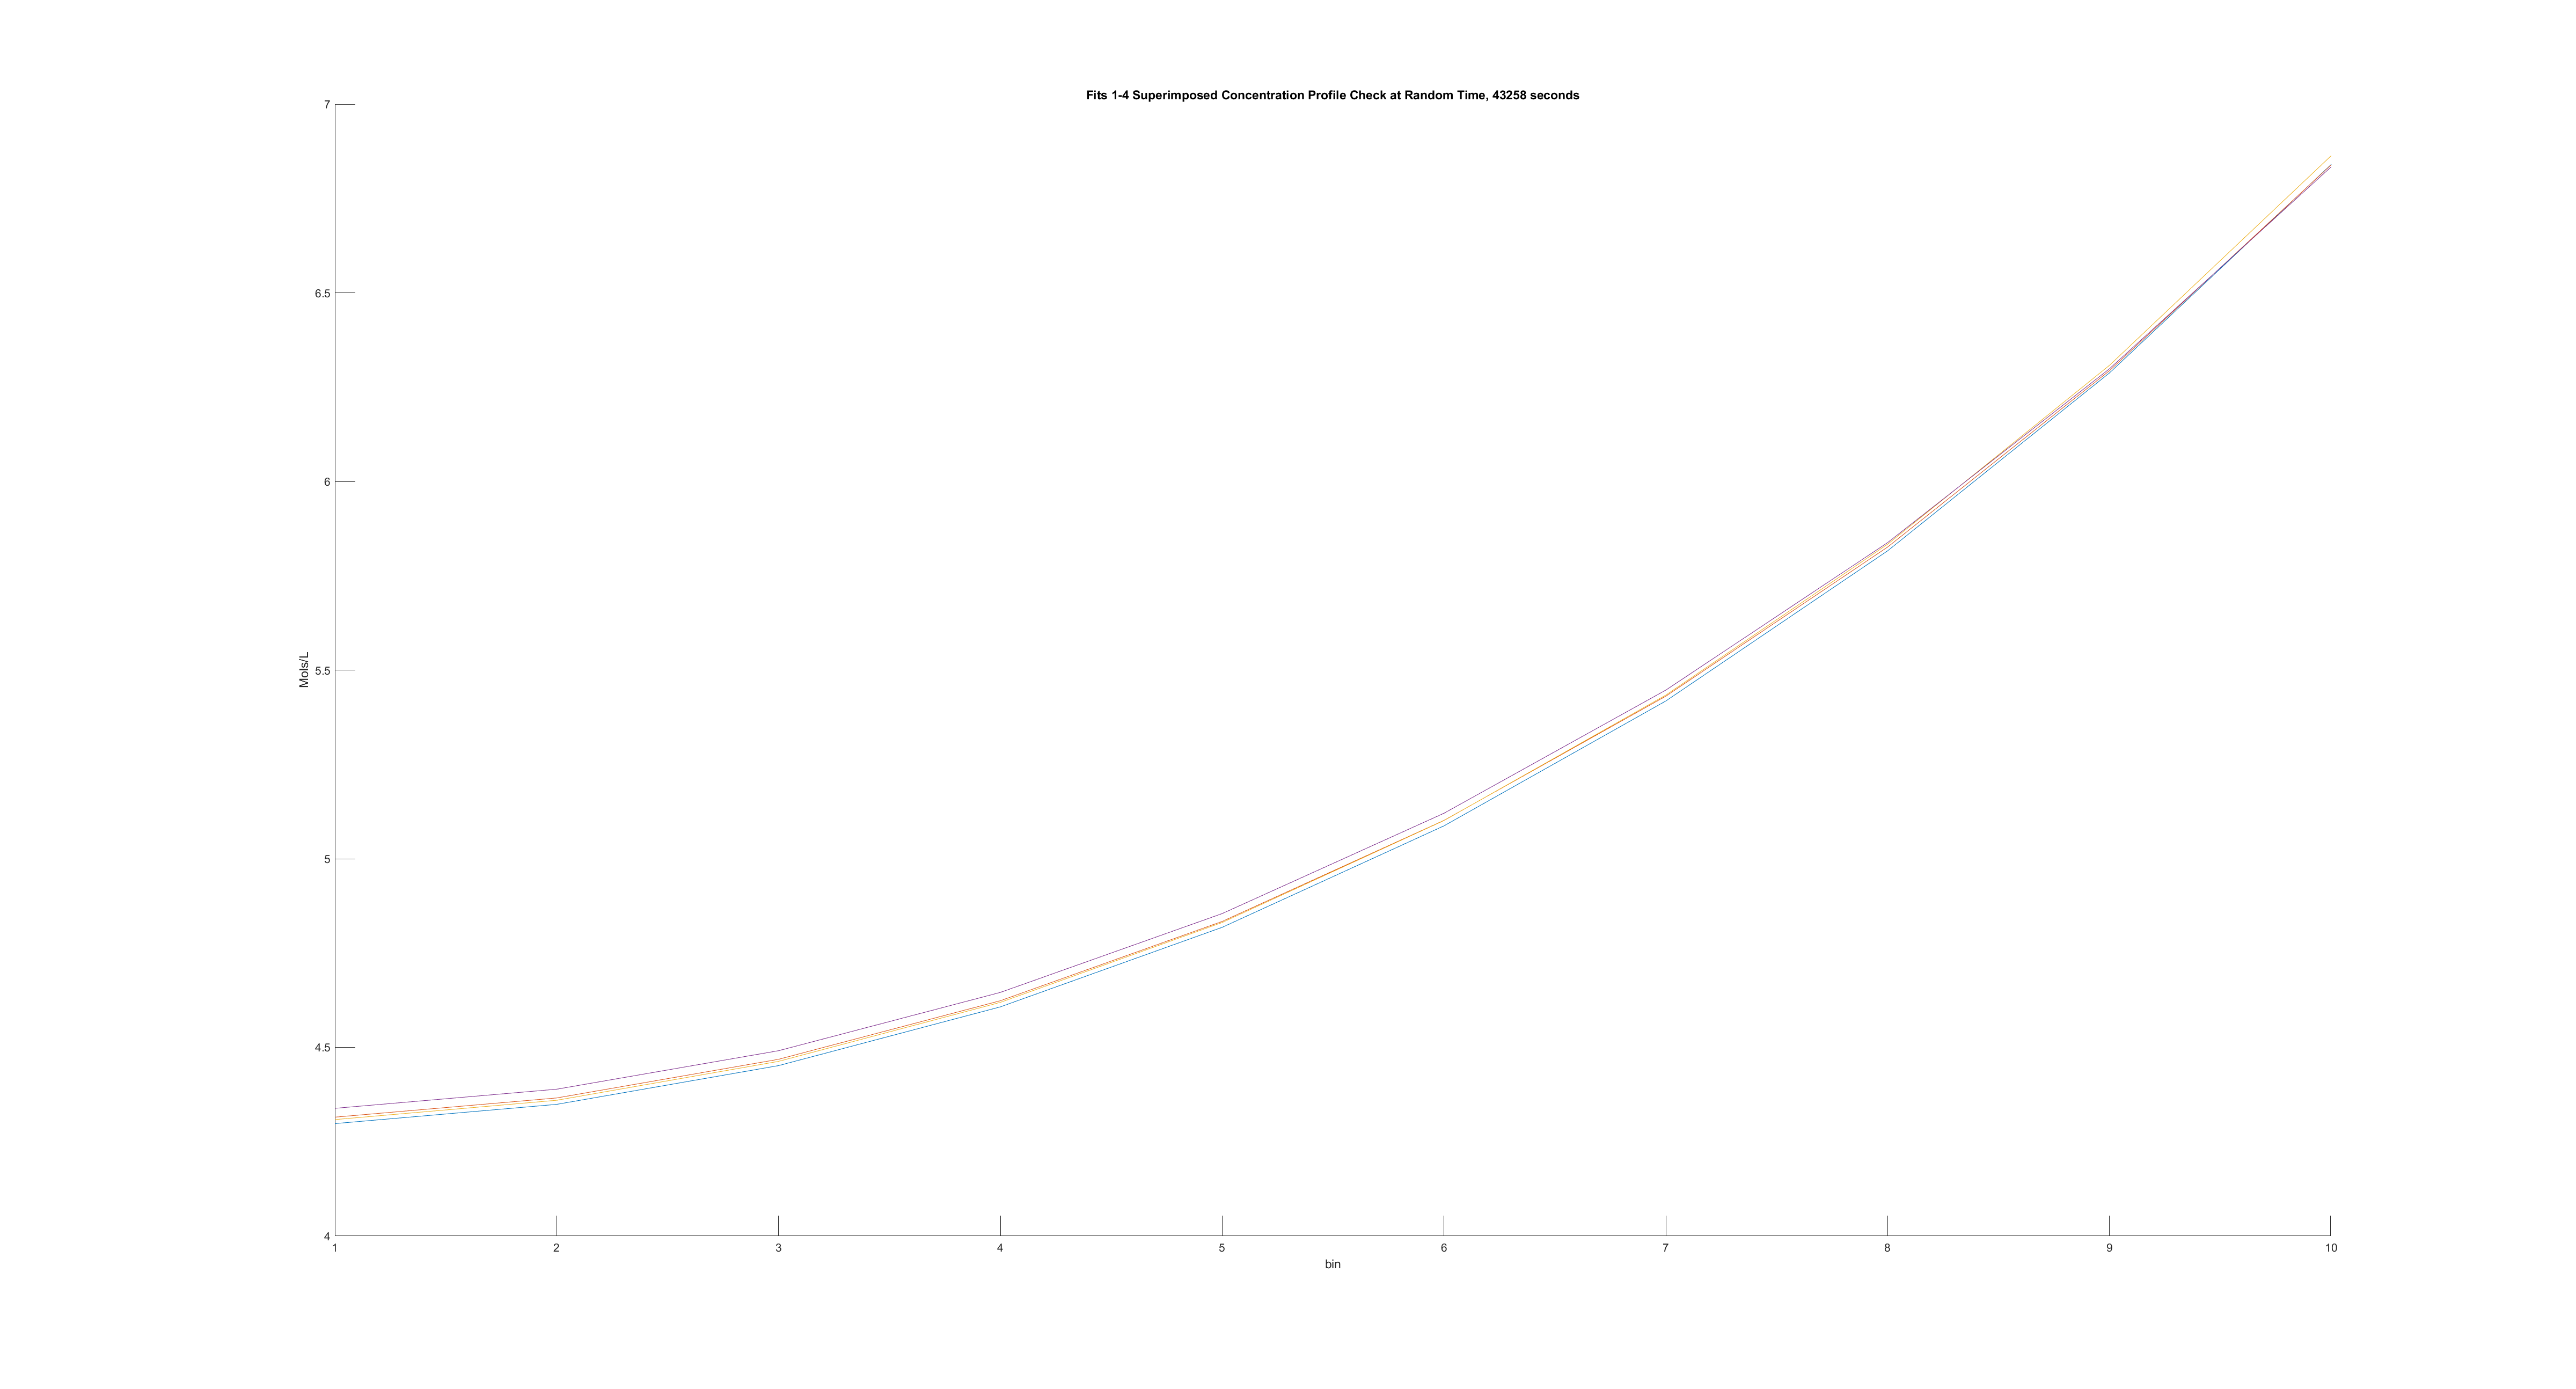 Fits 1-4 Superimposed Concentration Profile Check at Random Time, 43258 seconds
7
6.5
6
5.5
5
4.5
4
Mols/L
1 2 3 4 5 6 7 8 9 10
bin